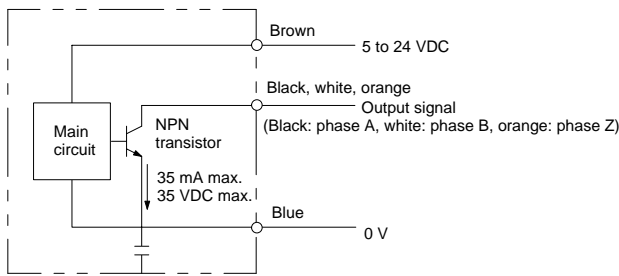 Brown
5 to 24 VDC
Black, white, orange
Output signal
(Black: phase A, white: phase B, orange: phase Z)
Main
circuit
NPN
transistor
35 mA max.
35 VDC max.
Blue
0 V